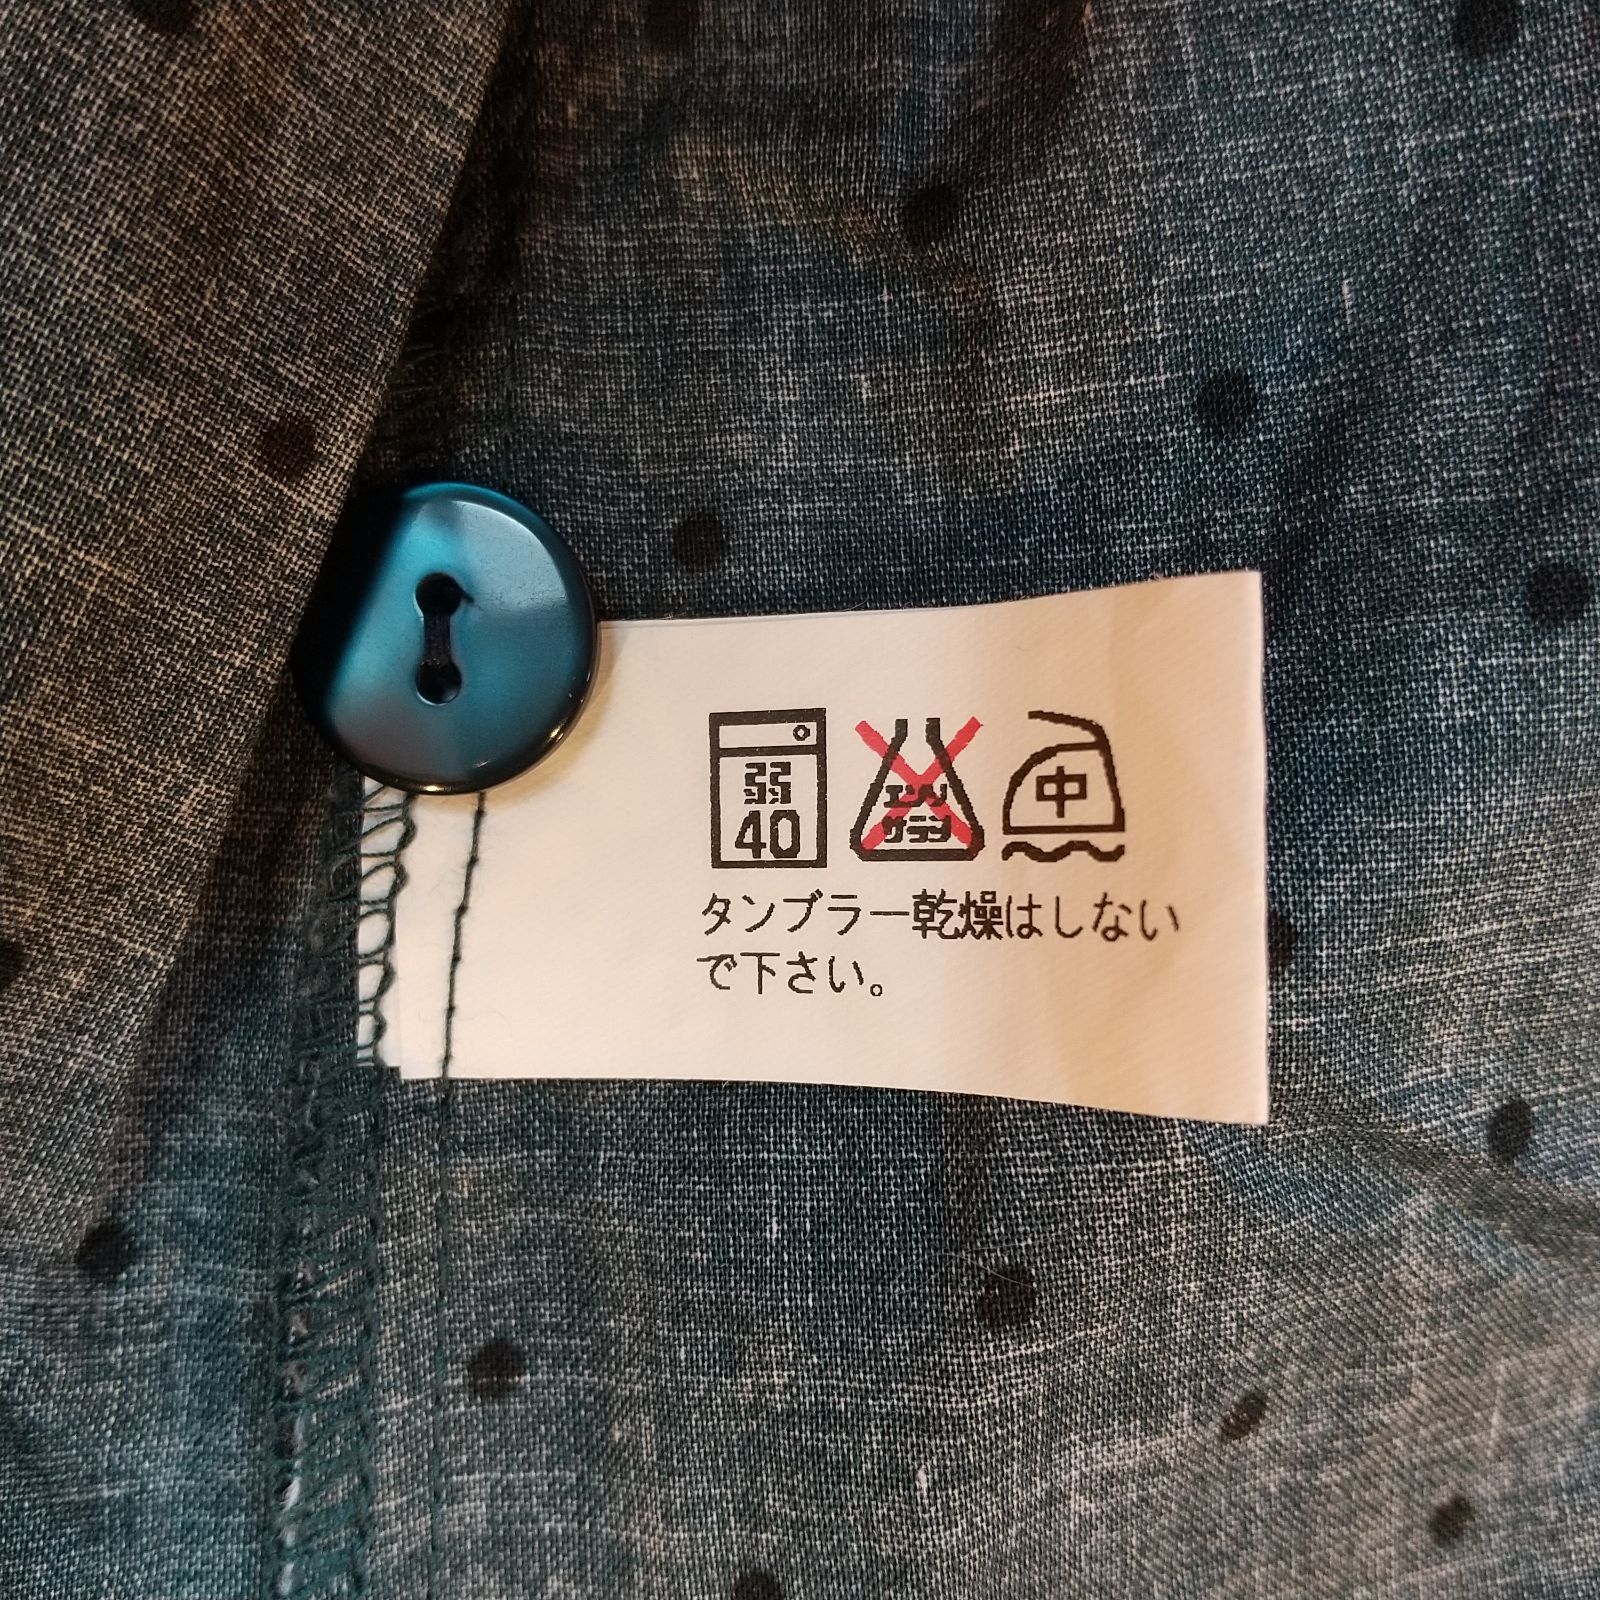 弱
40
エンソ
サラシ
中
タンブラー乾燥はしない
で下さい。